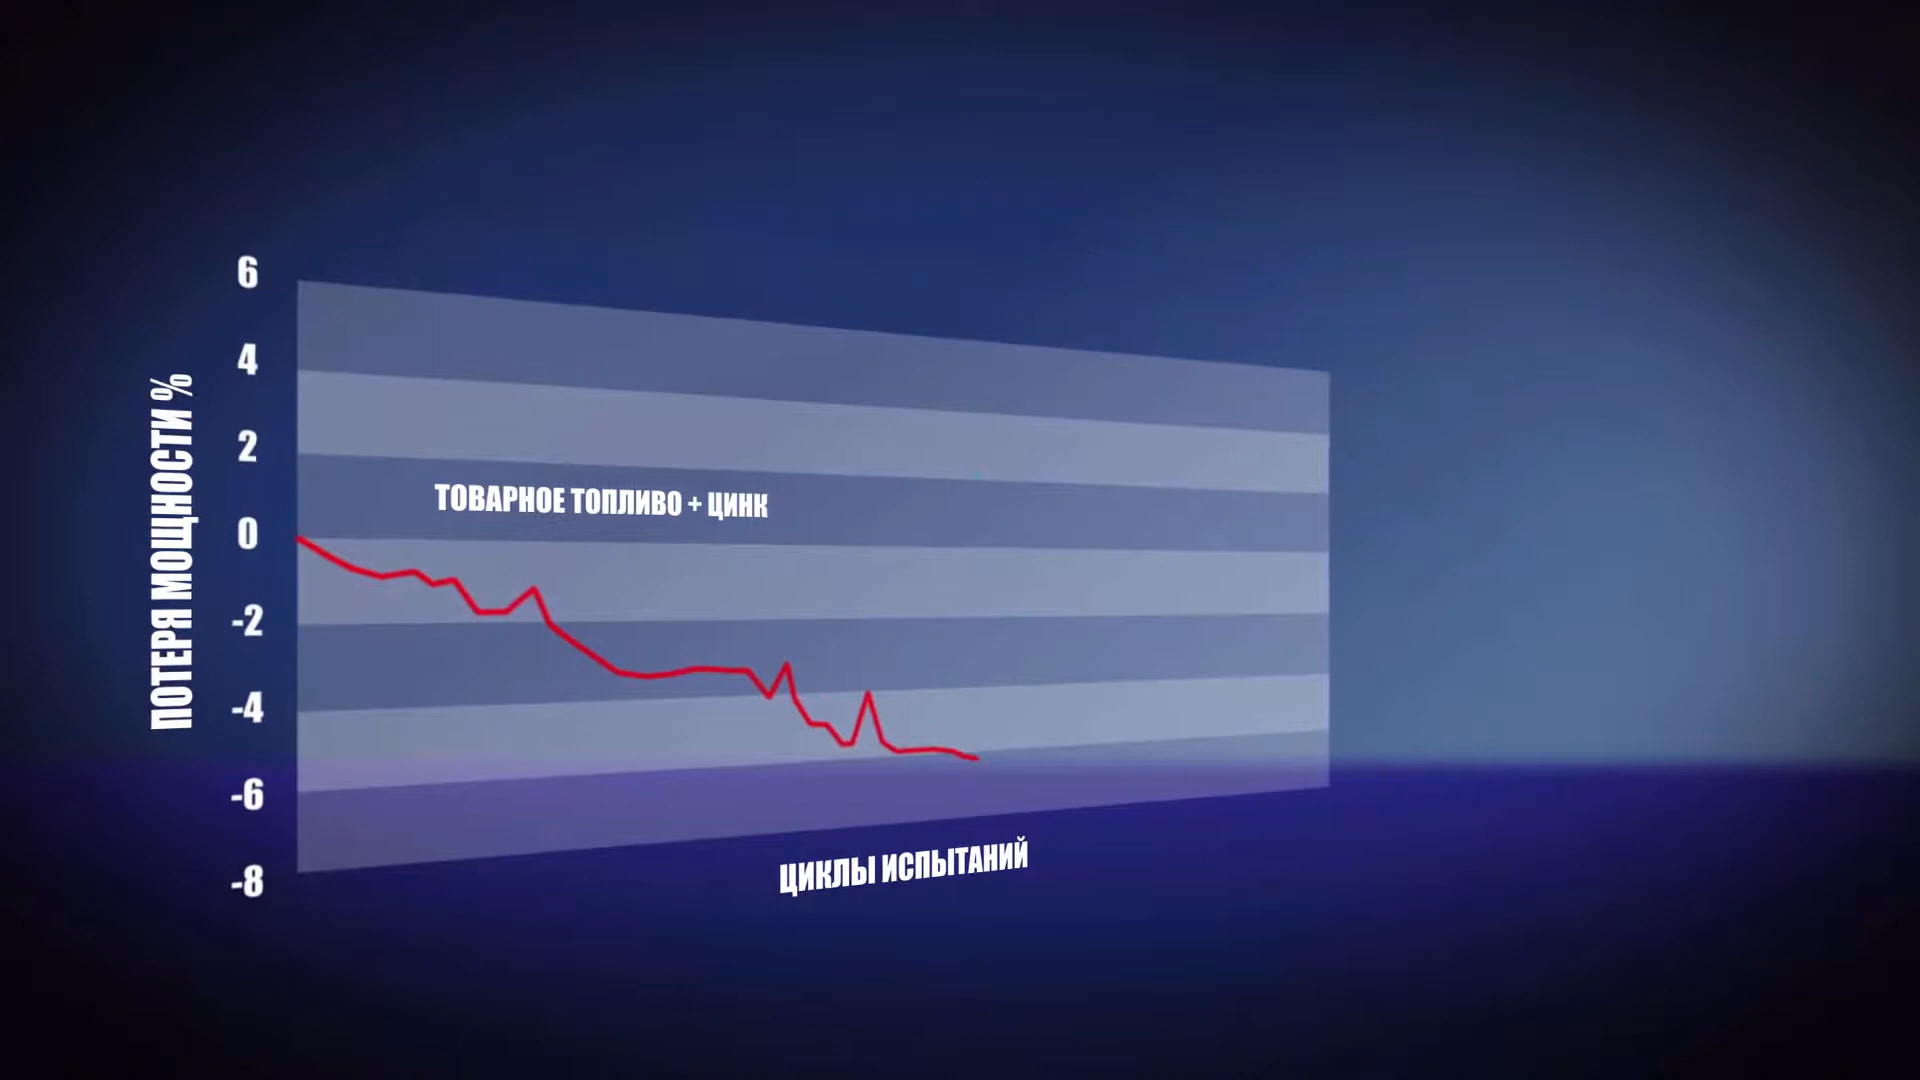 6
4
2
0
-2
-4
-6
-8
ПОТЕРЯ МОЩНОСТИ %
ТОВАРНОЕ ТОПЛИВО + ЦИНК
ЦИКЛЫ ИСПЫТАНИЙ